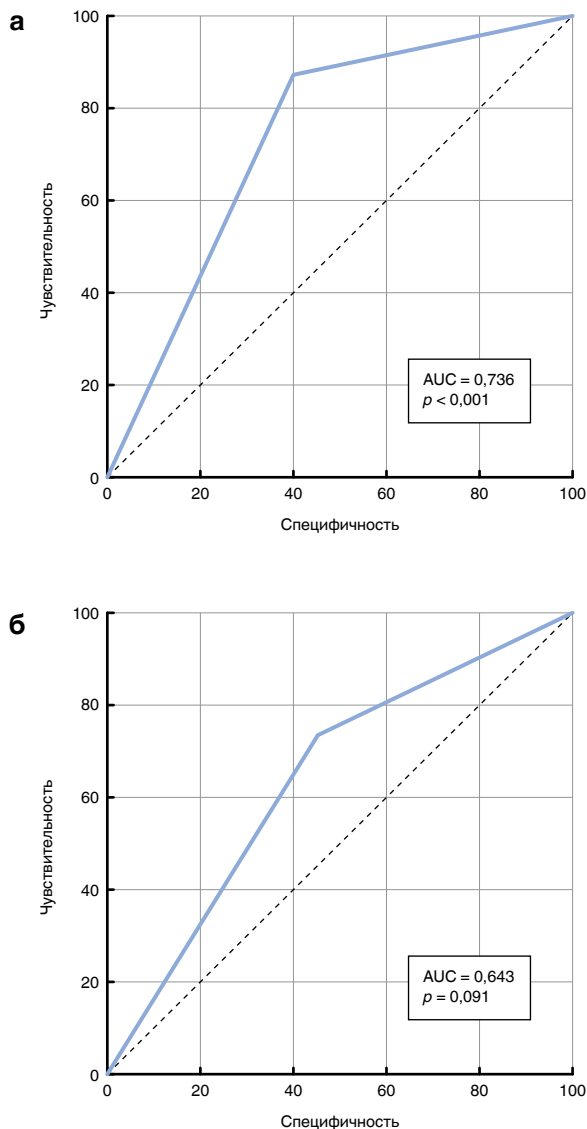 а
100
80
60
40
20
0
Чувствительность
AUC = 0,736
p < 0,001
0 20 40 60 80 100
Специфичность
б
100
80
60
40
20
0
Чувствительность
AUC = 0,643
p = 0,091
0 20 40 60 80 100
Специфичность